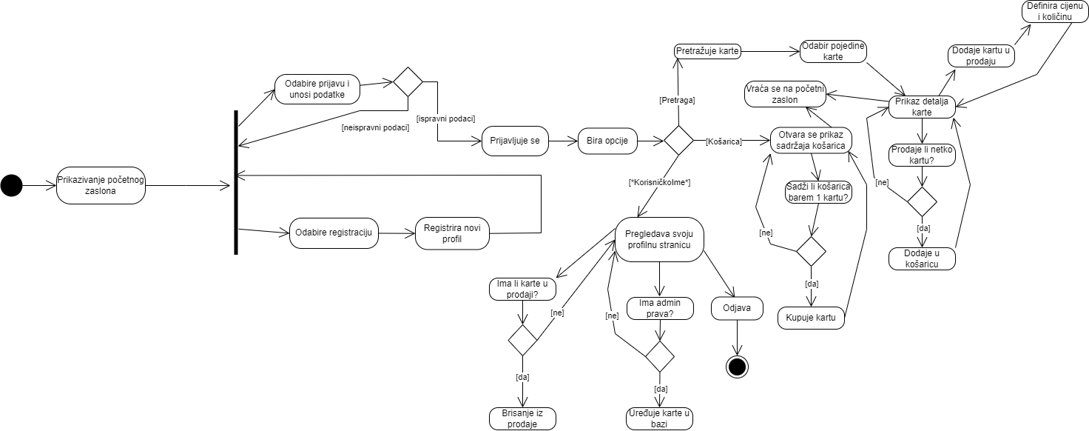 Definira cijenu
i količinu
Odabir pojedine
karte
Pretražuje karte
Dodaje kartu u
prodaju
Odabire prijavu i
unosi podatke
Vraća se na početni
zaslon
Prikaz detalja
karte
[Pretraga]
[ispravni podaci]
[neispravni podaci]
Prijavljuje se
Bira opcije
[Košarica]
Otvara se prikaz
sadržaja košarica
Prodaje li netko
kartu?
Prikazivanje početnog
zaslona
[*KorisničkoIme*]
Sadži li košarica
barem 1 kartu?
[ne]
[da]
Odabire registraciju
Registrira novi
profil
Pregledava svoju
profilnu stranicu
[ne]
[da]
Dodaje u
košaricu
Ima li karte u
prodaji?
Ima admin
prava?
Odjava
Kupuje kartu
[ne]
[ne]
[da]
[da]
Brisanje iz
prodaje
Uređuje karte u
bazi